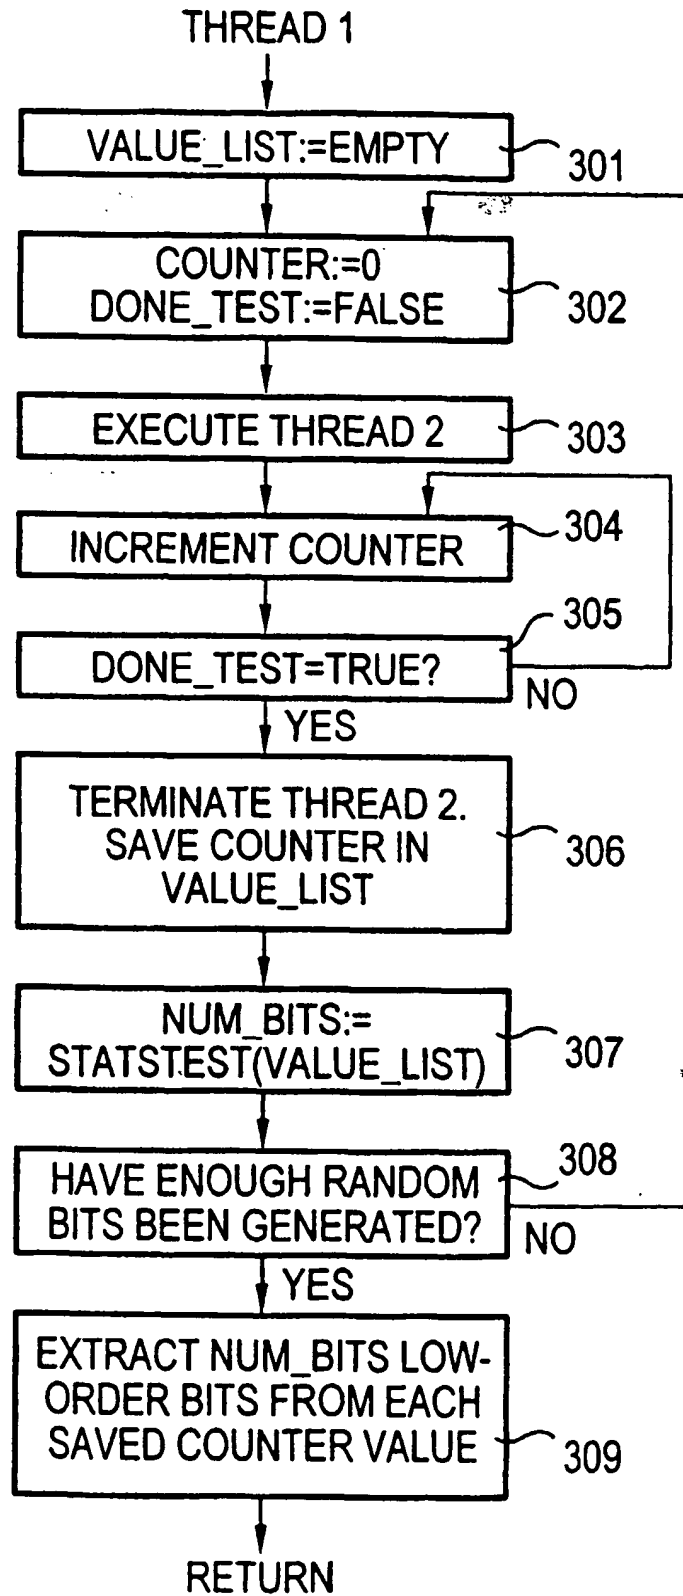 THREAD 1
VALUE_LIST:=EMPTY
301
COUNTER:=0
DONE_TEST:=FALSE
302
EXECUTE THREAD 2
303
INCREMENT COUNTER
304
DONE_TEST=TRUE?
305
NO
YES
TERMINATE THREAD 2.
SAVE COUNTER IN
VALUE_LIST
306
NUM_BITS:=
STATSTEST(VALUE_LIST)
307
HAVE ENOUGH RANDOM
BITS BEEN GENERATED?
308
NO
YES
EXTRACT NUM_BITS LOW-
ORDER BITS FROM EACH
SAVED COUNTER VALUE
309
RETURN